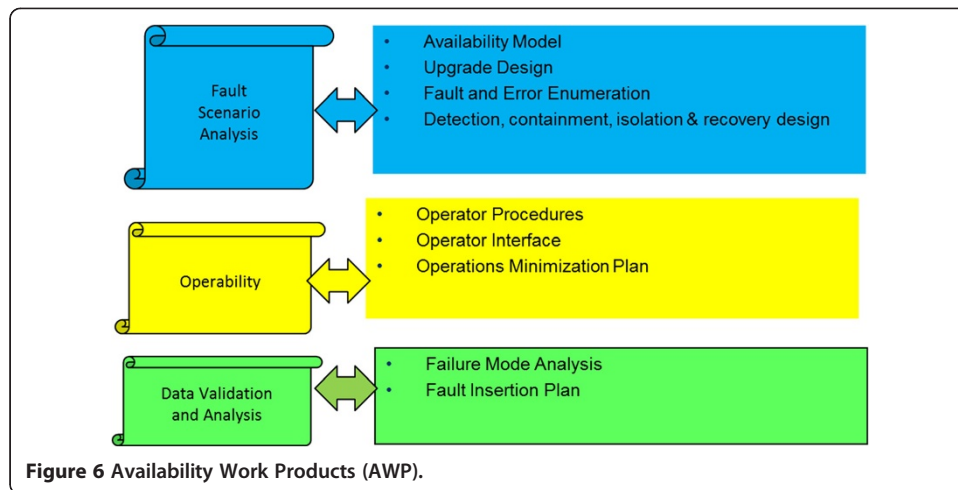 Fault
Scenario
Analysis
• Availability Model
• Upgrade Design
• Fault and Error Enumeration
• Detection, containment, isolation & recovery design
Operability
• Operator Procedures
• Operator Interface
• Operations Minimization Plan
Data Validation
and Analysis
• Failure Mode Analysis
• Fault Insertion Plan
Figure 6 Availability Work Products (AWP).